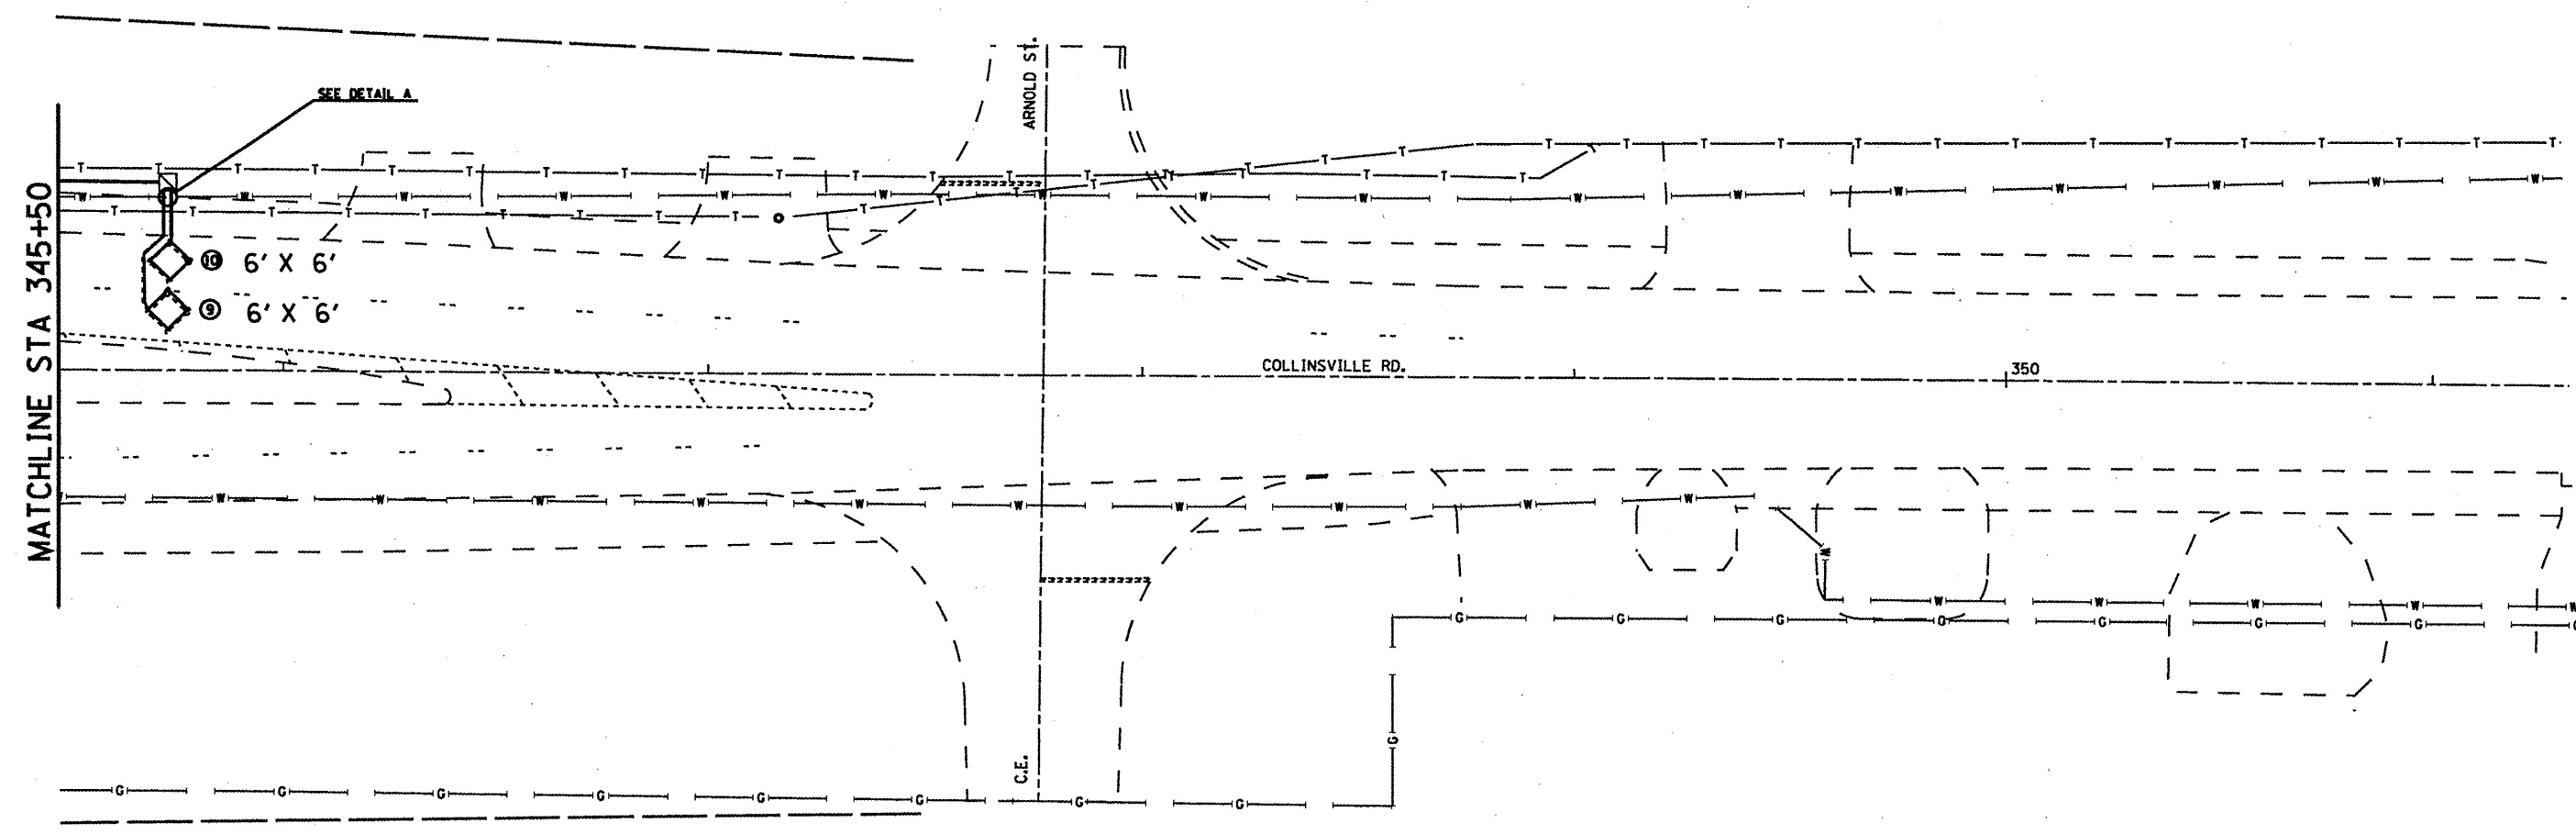 SEE DETAIL A
ARNOLD ST.
MATCHLINE STA 345+50
10 6' X 6'
9 6' X 6'
COLLINSVILLE RD.
350
C.E.
T T T T T T T T T T T T T T T T T T T T T T T T T T T T
W W W W W W W W W W W W W W W W
T T T T T T T T T T T T T T T T T T T
W W W W W W W W W W W
W
W W W W W
G G G G G G G
G
G G G G G G G G